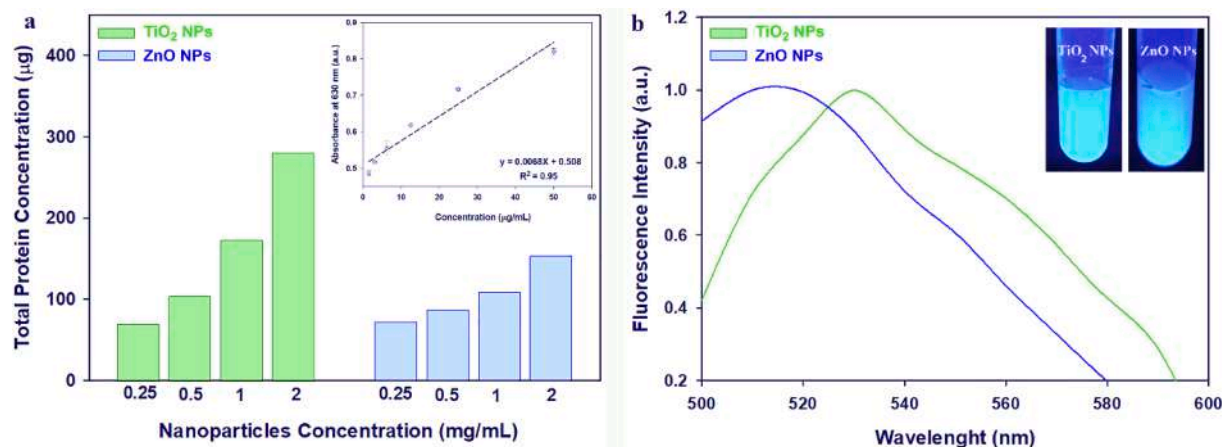 a
TiO₂ NPs
ZnO NPs
Total Protein Concentration (µg)
400
300
200
100
0
0.25
0.5
1
2
0.25
0.5
1
2
Nanoparticles Concentration (mg/mL)
Absorbance at 630 nm (a.u.)
0.9
0.8
0.7
0.6
0.5
0
10
20
30
40
50
60
y = 0.0068X + 0.508
R² = 0.95
Concentration (µg/mL)
b
TiO₂ NPs
ZnO NPs
TiO₂ NPs
ZnO NPs
Fluorescence Intensity (a.u.)
1.2
1.0
0.8
0.6
0.4
0.2
500
520
540
560
580
600
Wavelenght (nm)